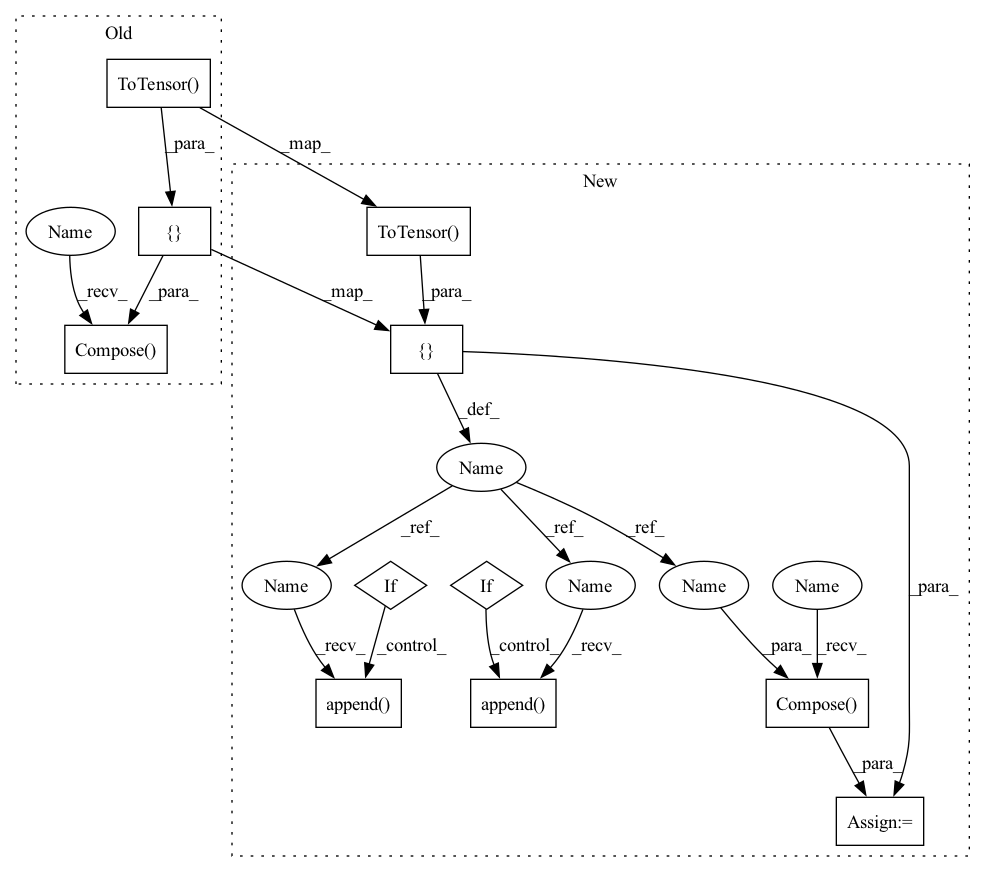 Old
ToTensor()
_para_
_map_
New
Name
{}
ToTensor()
_recv_
_para_
_map_
_para_
Compose()
{}
_def_
Name
_ref_
_ref_
_ref_
Name
If
If
Name
Name
Name
_para_
_recv_
_control_
_control_
_recv_
_para_
_recv_
append()
append()
Compose()
_para_
Assign:=